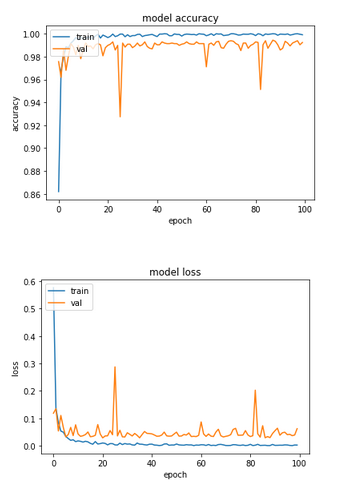 model accuracy
1.00
0.98
0.96
0.94
0.92
0.90
0.88
0.86
train
val
accuracy
0 20 40 60 80 100
epoch
model loss
0.6
0.5
0.4
0.3
0.2
0.1
0.0
train
val
loss
0 20 40 60 80 100
epoch